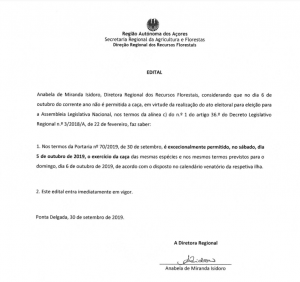 Região Autónoma dos Açores
Secretaria Regional da Agricultura e Florestas
Direção Regional dos Recursos Florestais
EDITAL
Anabela de Miranda Isidoro, Diretora Regional dos Recursos Florestais, considerando que no dia 6 de
outubro do corrente ano não é permitida a caça, em virtude da realização do ato eleitoral para eleição para
a Assembleia Legislativa Nacional, nos termos da alínea c) do n.º 1 do artigo 36.º do Decreto Legislativo
Regional n.º 3/2018/A, de 22 de fevereiro, faz saber:
1. Nos termos da Portaria nº 70/2019, de 30 de setembro, é excecionalmente permitido, no sábado, dia
5 de outubro de 2019, o exercício da caça das mesmas espécies e nos mesmos termos previstos para o
domingo, dia 6 de outubro de 2019, de acordo com o disposto no calendário venatório da respetiva ilha.
2. Este edital entra imediatamente em vigor.
Ponta Delgada, 30 de setembro de 2019.
A Diretora Regional
Anabela de Miranda Isidoro